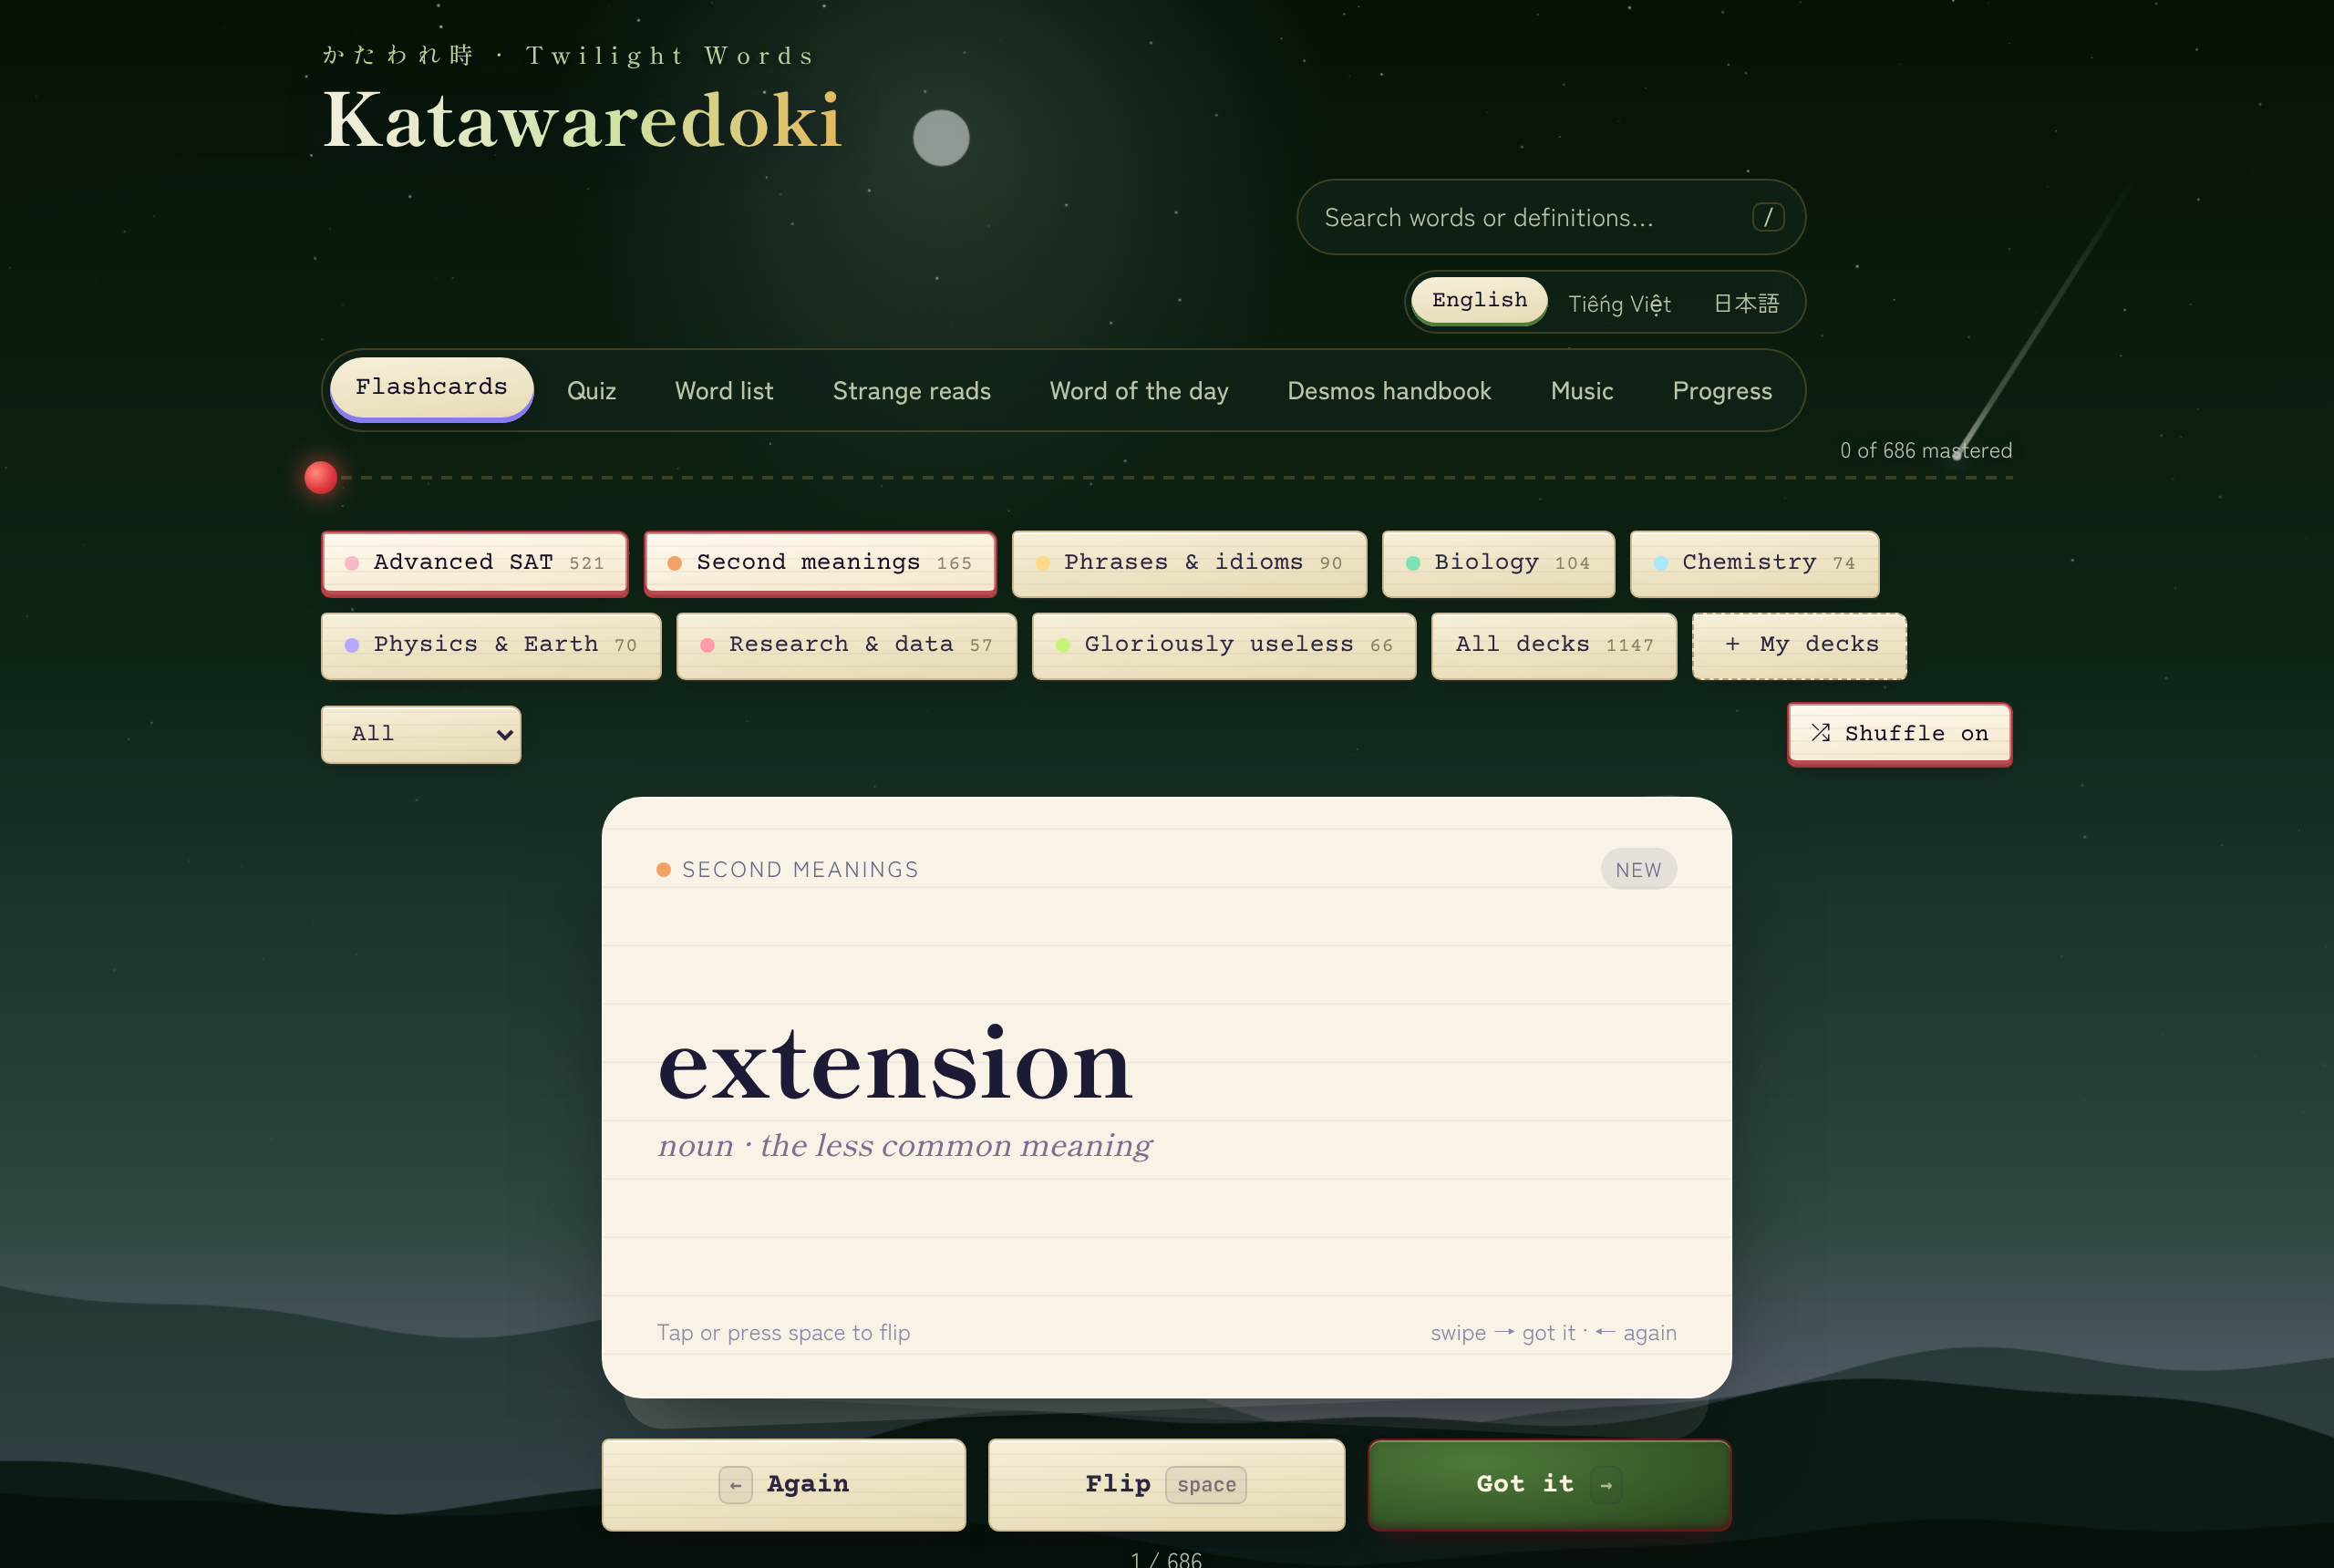 かたわれ時 · Twilight Words
Katawaredoki
Search words or definitions... /
English Tiếng Việt 日本語
Flashcards Quiz Word list Strange reads Word of the day Desmos handbook Music Progress
0 of 686 mastered
Advanced SAT 521 Second meanings 165 Phrases & idioms 90 Biology 104 Chemistry 74
Physics & Earth 70 Research & data 57 Gloriously useless 66 All decks 1147 + My decks
All Shuffle on
SECOND MEANINGS NEW
extension
noun · the less common meaning
Tap or press space to flip swipe → got it · ← again
← Again Flip space Got it →
1 / 686